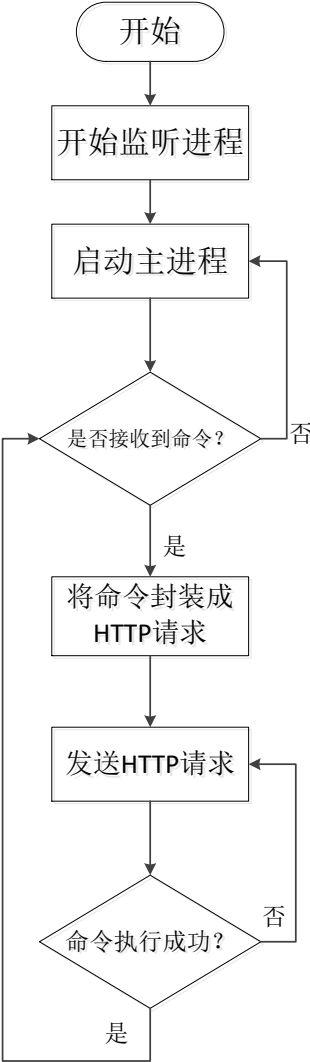 开始
开始监听进程
启动主进程
是否接收到命令？
否
是
将命令封装成
HTTP请求
发送HTTP请求
否
命令执行成功？
是